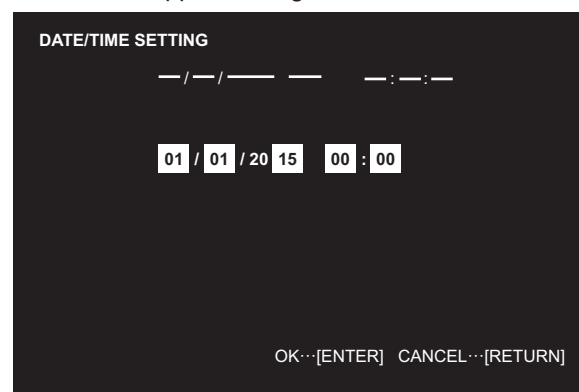 DATE/TIME SETTING
—/—/—— —— —:—:—
01 / 01 / 20 15 00 : 00
OK···[ENTER] CANCEL···[RETURN]